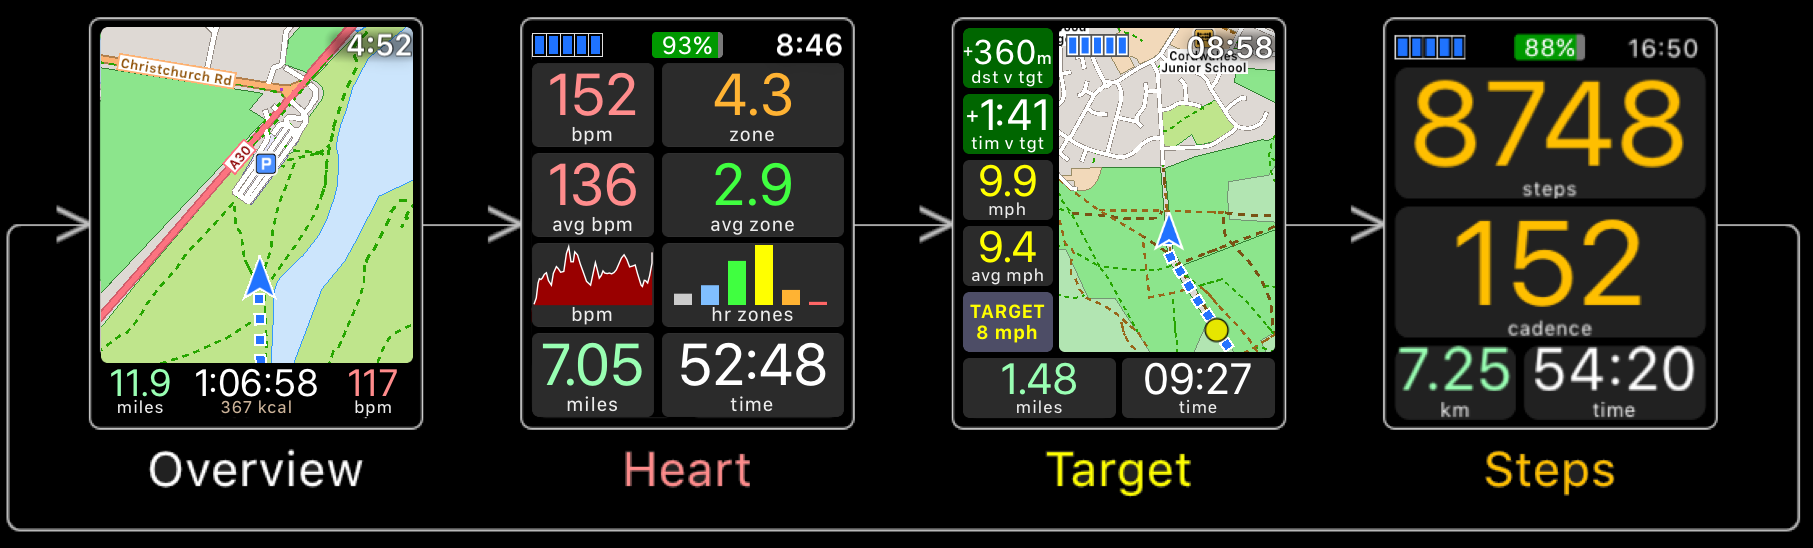 4:52
Christchurch Rd
A30
P
11.9 1:06:58 117
miles 367 kcal bpm
Overview
93% 8:46
152 4.3
bpm zone
136 2.9
avg bpm avg zone
bpm hr zones
7.05 52:48
miles time
Heart
+360m
dst v tgt
+1:41
tim v tgt
9.9
mph
9.4
avg mph
TARGET
8 mph
08:58
Junior School
1.48 09:27
miles time
Target
88% 16:50
8748
steps
152
cadence
7.25 54:20
km time
Steps